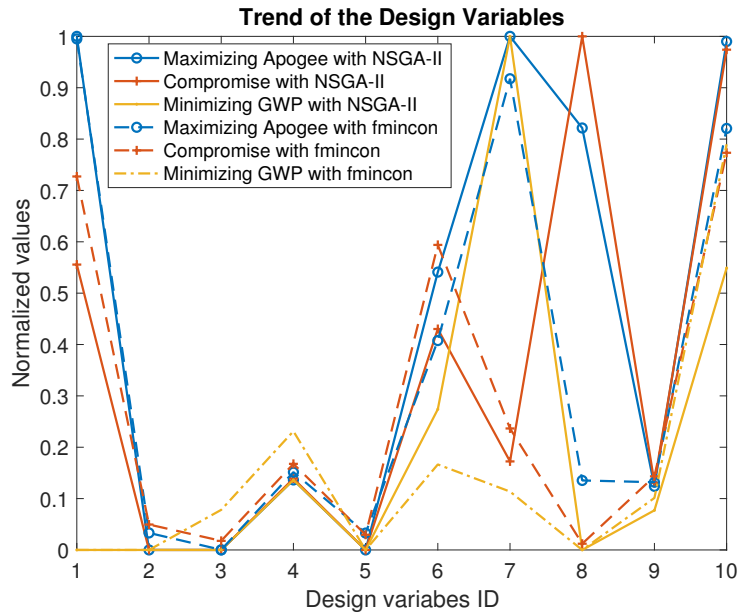 Trend of the Design Variables
Normalized values
1
0.9
0.8
0.7
0.6
0.5
0.4
0.3
0.2
0.1
0
Maximizing Apogee with NSGA-II
Compromise with NSGA-II
Minimizing GWP with NSGA-II
Maximizing Apogee with fmincon
Compromise with fmincon
Minimizing GWP with fmincon
1 2 3 4 5 6 7 8 9 10
Design variabes ID